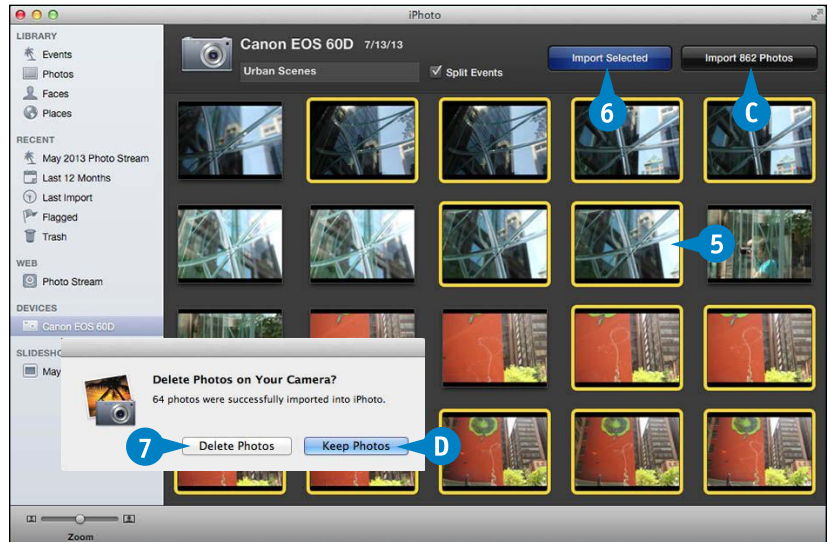 iPhoto
LIBRARY
Events
Photos
Faces
Places
RECENT
May 2013 Photo Stream
Last 12 Months
Last Import
Flagged
Trash
WEB
Photo Stream
DEVICES
Canon EOS 60D
SLIDESHO
May
Canon EOS 60D 7/13/13
Urban Scenes
Split Events
Import Selected
Import 862 Photos
6
C
5
Delete Photos on Your Camera?
64 photos were successfully imported into iPhoto.
7
Delete Photos
Keep Photos
D
Zoom